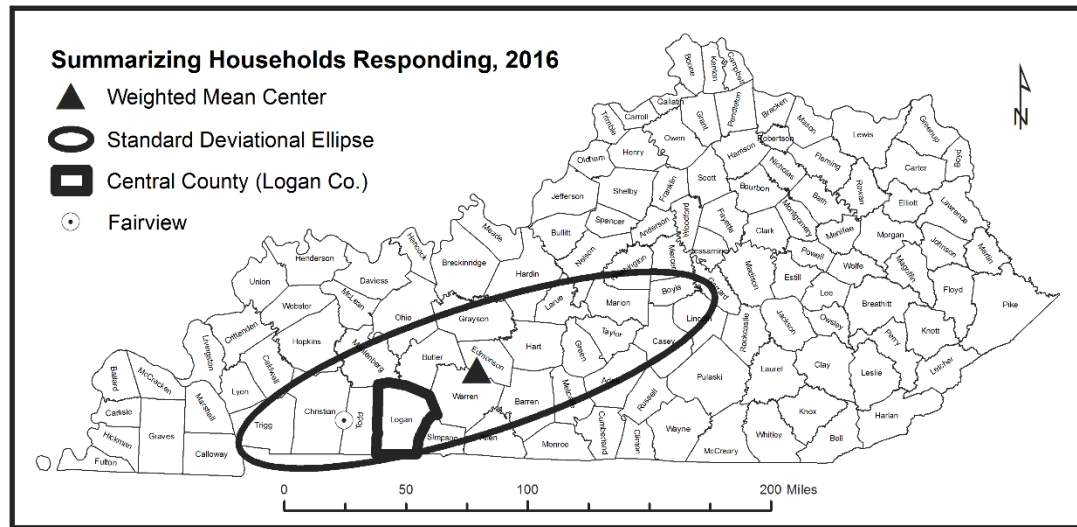 Summarizing Households Responding, 2016
Weighted Mean Center
Standard Deviational Ellipse
Central County (Logan Co.)
Fairview
N
Boone
Kenton
Campbell
Gallatin
Carroll
Trimble
Grant
Pendleton
Bracken
Mason
Lewis
Greenup
Owen
Robertson
Oldham
Henry
Harrison
Fleming
Carter
Boyd
Nicholas
Rowan
Jefferson
Shelby
Franklin
Scott
Bourbon
Bath
Elliott
Lawrence
Spencer
Anderson
Woodford
Fayette
Montgomery
Menifee
Morgan
Bullitt
Clark
Johnson
Martin
Meade
Nelson
Mercer
Powell
Wolfe
Magoffin
Hancock
Breckinridge
Hardin
Madison
Estill
Lee
Floyd
Pike
Henderson
Daviess
Union
McLean
Larue
Marion
Boyle
Breathitt
Webster
Ohio
Grayson
Lincoln
Jackson
Owsley
Knott
Crittenden
Hopkins
Muhlenberg
Hart
Green
Taylor
Casey
Rockcastle
Perry
Livingston
Caldwell
Butler
Edmonson
Laurel
Clay
Leslie
Letcher
Ballard
McCracken
Lyon
Warren
Barren
Metcalfe
Pulaski
Russell
Carlisle
Marshall
Christian
Todd
Logan
Trigg
Knox
Harlan
Hickman
Graves
Calloway
Simpson
Monroe
Cumberland
Clinton
Wayne
McCreary
Whitley
Bell
Fulton
0 50 100 200 Miles